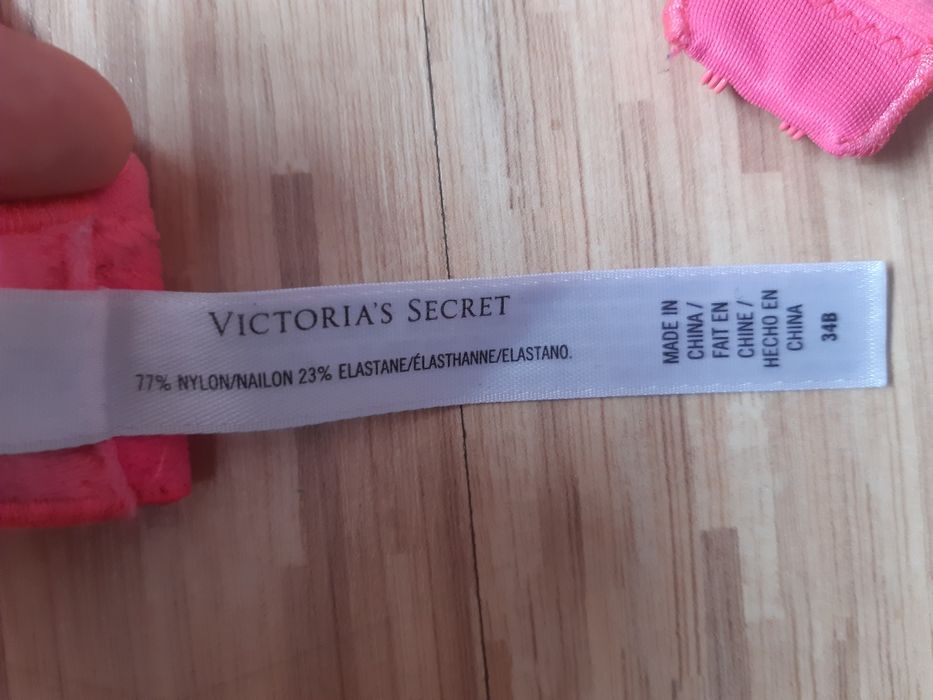 VICTORIA'S SECRET
77% NYLON/NAILON 23% ELASTANE/ÉLASTHANNE/ELASTANO.
MADE IN
CHINA /
FAIT EN
CHINE /
HECHO EN
CHINA
34B